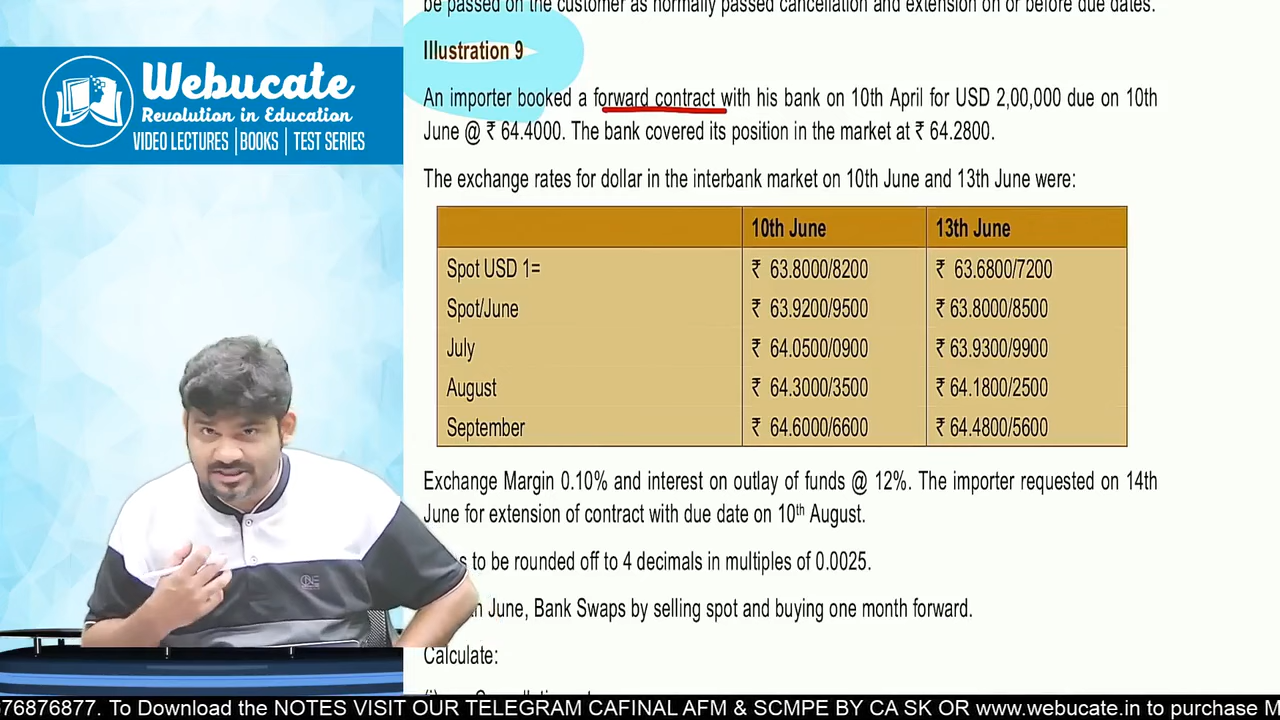 be passed on the customer as normally passed cancellation and extension on or before due dates.
Illustration 9
Webucate
Revolution in Education
VIDEO LECTURES | BOOKS | TEST SERIES
An importer booked a forward contract with his bank on 10th April for USD 2,00,000 due on 10th
June @ ₹ 64.4000. The bank covered its position in the market at ₹ 64.2800.
The exchange rates for dollar in the interbank market on 10th June and 13th June were:
10th June 13th June
Spot USD 1= ₹ 63.8000/8200 ₹ 63.6800/7200
Spot/June ₹ 63.9200/9500 ₹ 63.8000/8500
July ₹ 64.0500/0900 ₹ 63.9300/9900
August ₹ 64.3000/3500 ₹ 64.1800/2500
September ₹ 64.6000/6600 ₹ 64.4800/5600
Exchange Margin 0.10% and interest on outlay of funds @ 12%. The importer requested on 14th
June for extension of contract with due date on 10th August.
to be rounded off to 4 decimals in multiples of 0.0025.
June, Bank Swaps by selling spot and buying one month forward.
Calculate:
576876877. To Download the NOTES VISIT OUR TELEGRAM CAFINAL AFM & SCMPE BY CA SK OR www.webucate.in to purchase M